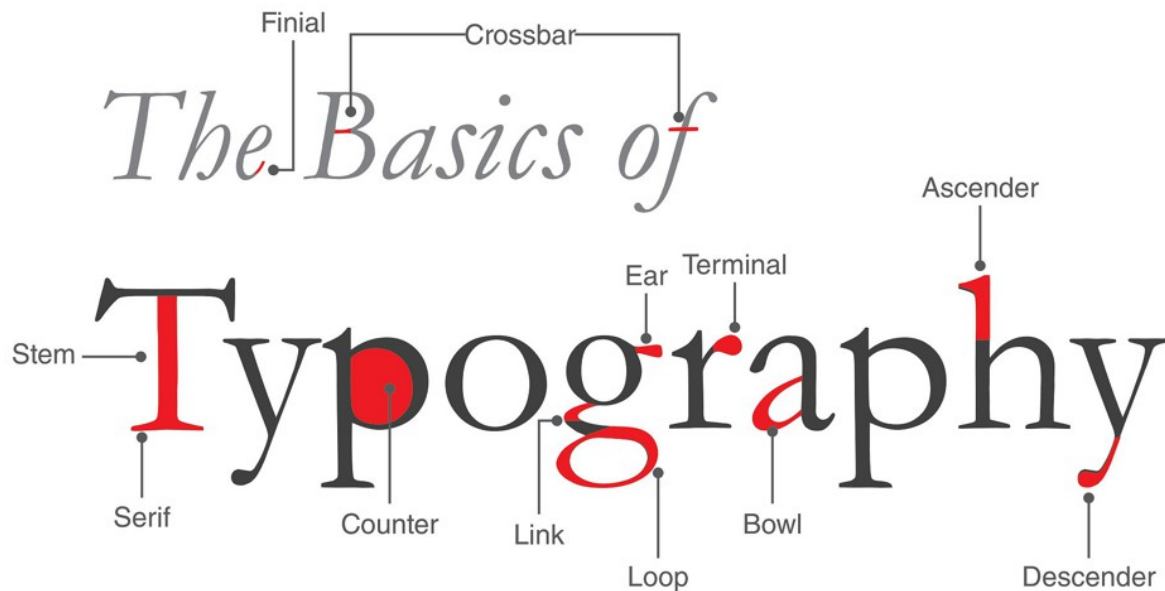 Finial
Crossbar
The Basics of
Ascender
Ear
Terminal
Stem
Typography
Serif
Counter
Link
Bowl
Loop
Descender